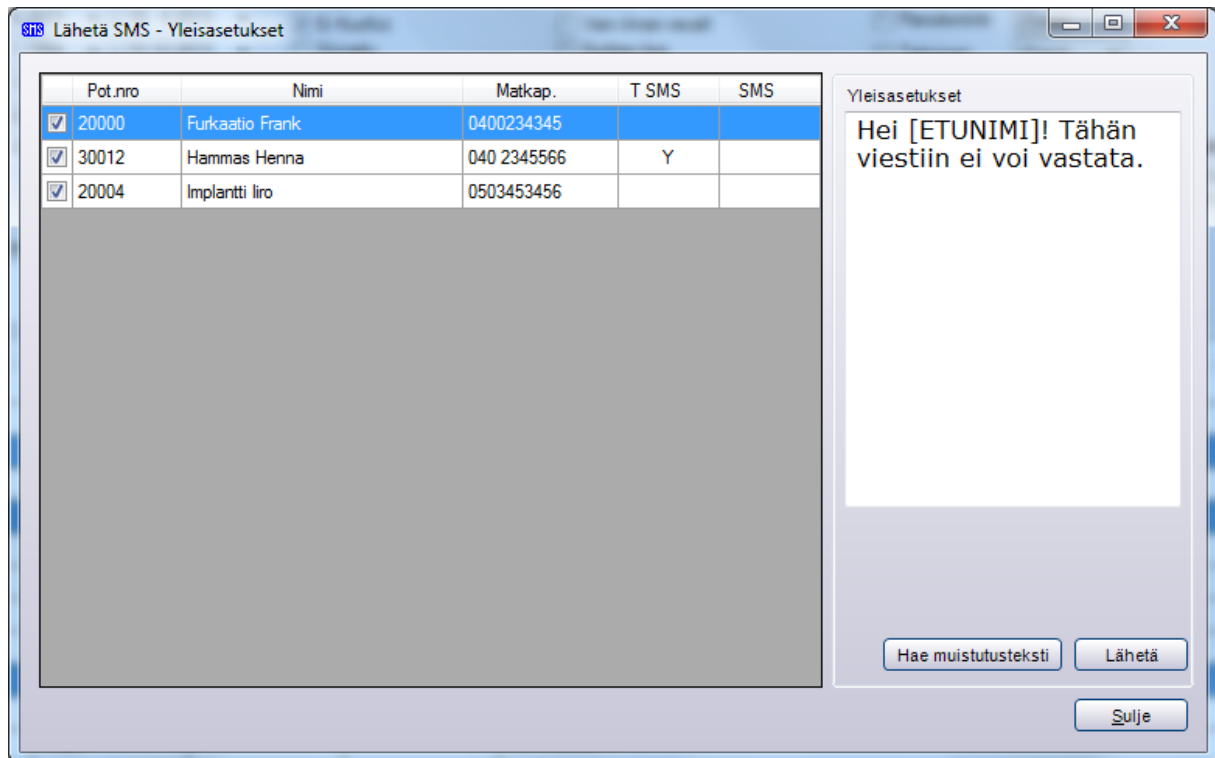 SMS Lähetä SMS - Yleisasetukset
Pot.nro Nimi Matkap. T SMS SMS
20000 Furkaatio Frank 0400234345
30012 Hammas Henna 040 2345566 Y
20004 Implantti Iiro 0503453456
Yleisasetukset
Hei [ETUNIMI]! Tähän
viestiin ei voi vastata.
Hae muistutusteksti Lähetä
Sulje